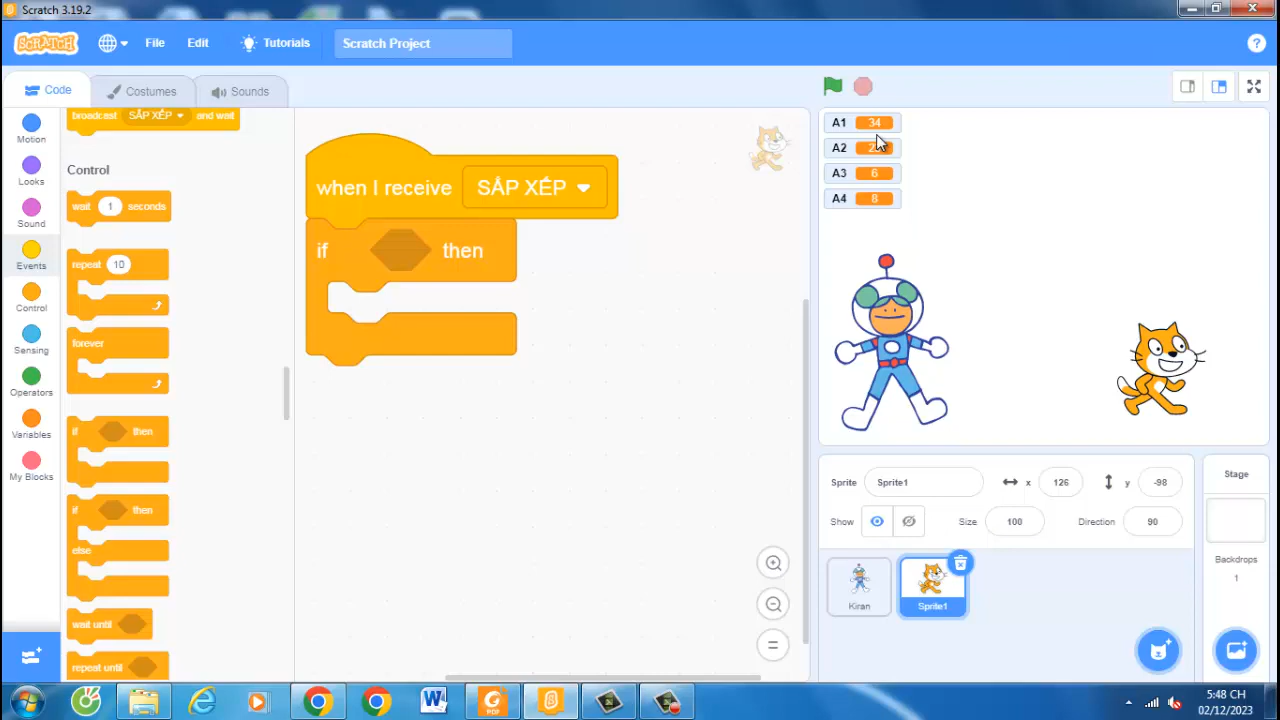 Scratch 3.19.2
SCRATCH File Edit Tutorials Scratch Project ?
Code Costumes Sounds
Motion
Looks
Sound
Events
Control
Sensing
Operators
Variables
My Blocks
broadcast SẮP XẾP and wait
Control
wait 1 seconds
repeat 10
forever
if then
if then
else
wait until
repeat until
when I receive SẮP XẾP
if then
A1 34
A2
A3 6
A4 8
Sprite Sprite1 x 126 y -98
Show Size 100 Direction 90
Kiran
Sprite1
Stage
Backdrops
1
W
PDF
5:48 CH
02/12/2023